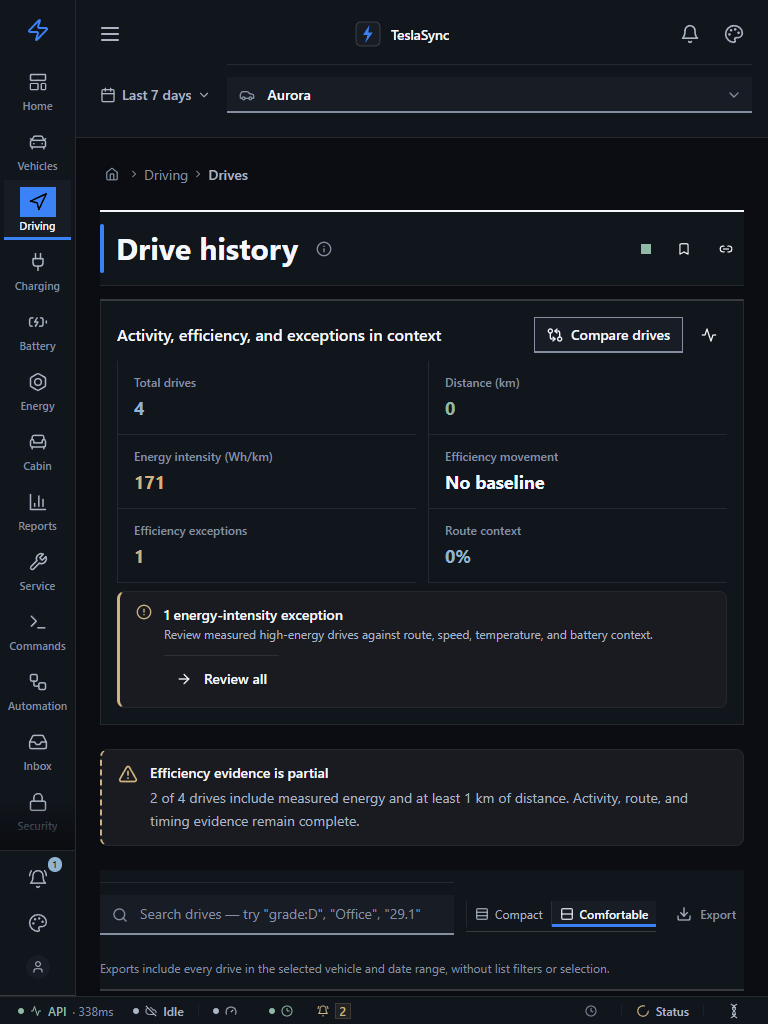 TeslaSync
Last 7 days
Aurora
Home
Vehicles
Driving
Charging
Battery
Energy
Cabin
Reports
Service
Commands
Automation
Inbox
Security
1
Driving
Drives
Drive history
Activity, efficiency, and exceptions in context
Compare drives
Total drives
4
Distance (km)
0
Energy intensity (Wh/km)
171
Efficiency movement
No baseline
Efficiency exceptions
1
Route context
0%
1 energy-intensity exception
Review measured high-energy drives against route, speed, temperature, and battery context.
Review all
Efficiency evidence is partial
2 of 4 drives include measured energy and at least 1 km of distance. Activity, route, and
timing evidence remain complete.
Search drives — try "grade:D", "Office", "29.1"
Compact
Comfortable
Export
Exports include every drive in the selected vehicle and date range, without list filters or selection.
API · 338ms
Idle
2
Status